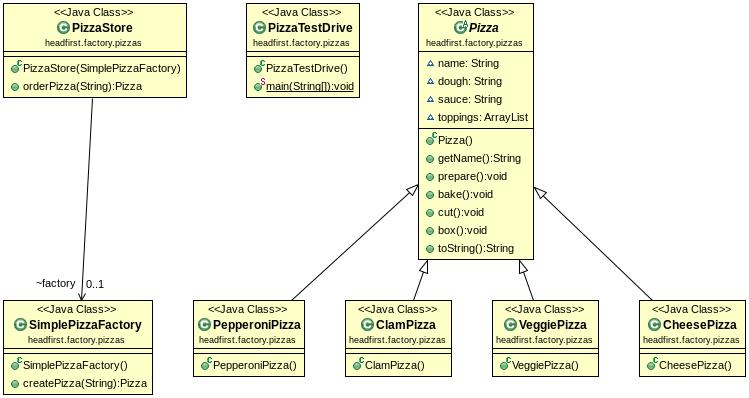 <<Java Class>>
PizzaStore
headfirst.factory.pizzas
PizzaStore(SimplePizzaFactory)
orderPizza(String):Pizza
<<Java Class>>
PizzaTestDrive
headfirst.factory.pizzas
PizzaTestDrive()
main(String[]):void
<<Java Class>>
Pizza
headfirst.factory.pizzas
name: String
dough: String
sauce: String
toppings: ArrayList
Pizza()
getName():String
prepare():void
bake():void
cut():void
box():void
toString():String
~factory 0..1
<<Java Class>>
SimplePizzaFactory
headfirst.factory.pizzas
SimplePizzaFactory()
createPizza(String):Pizza
<<Java Class>>
PepperoniPizza
headfirst.factory.pizzas
PepperoniPizza()
<<Java Class>>
ClamPizza
headfirst.factory.pizzas
ClamPizza()
<<Java Class>>
VeggiePizza
headfirst.factory.pizzas
VeggiePizza()
<<Java Class>>
CheesePizza
headfirst.factory.pizzas
CheesePizza()